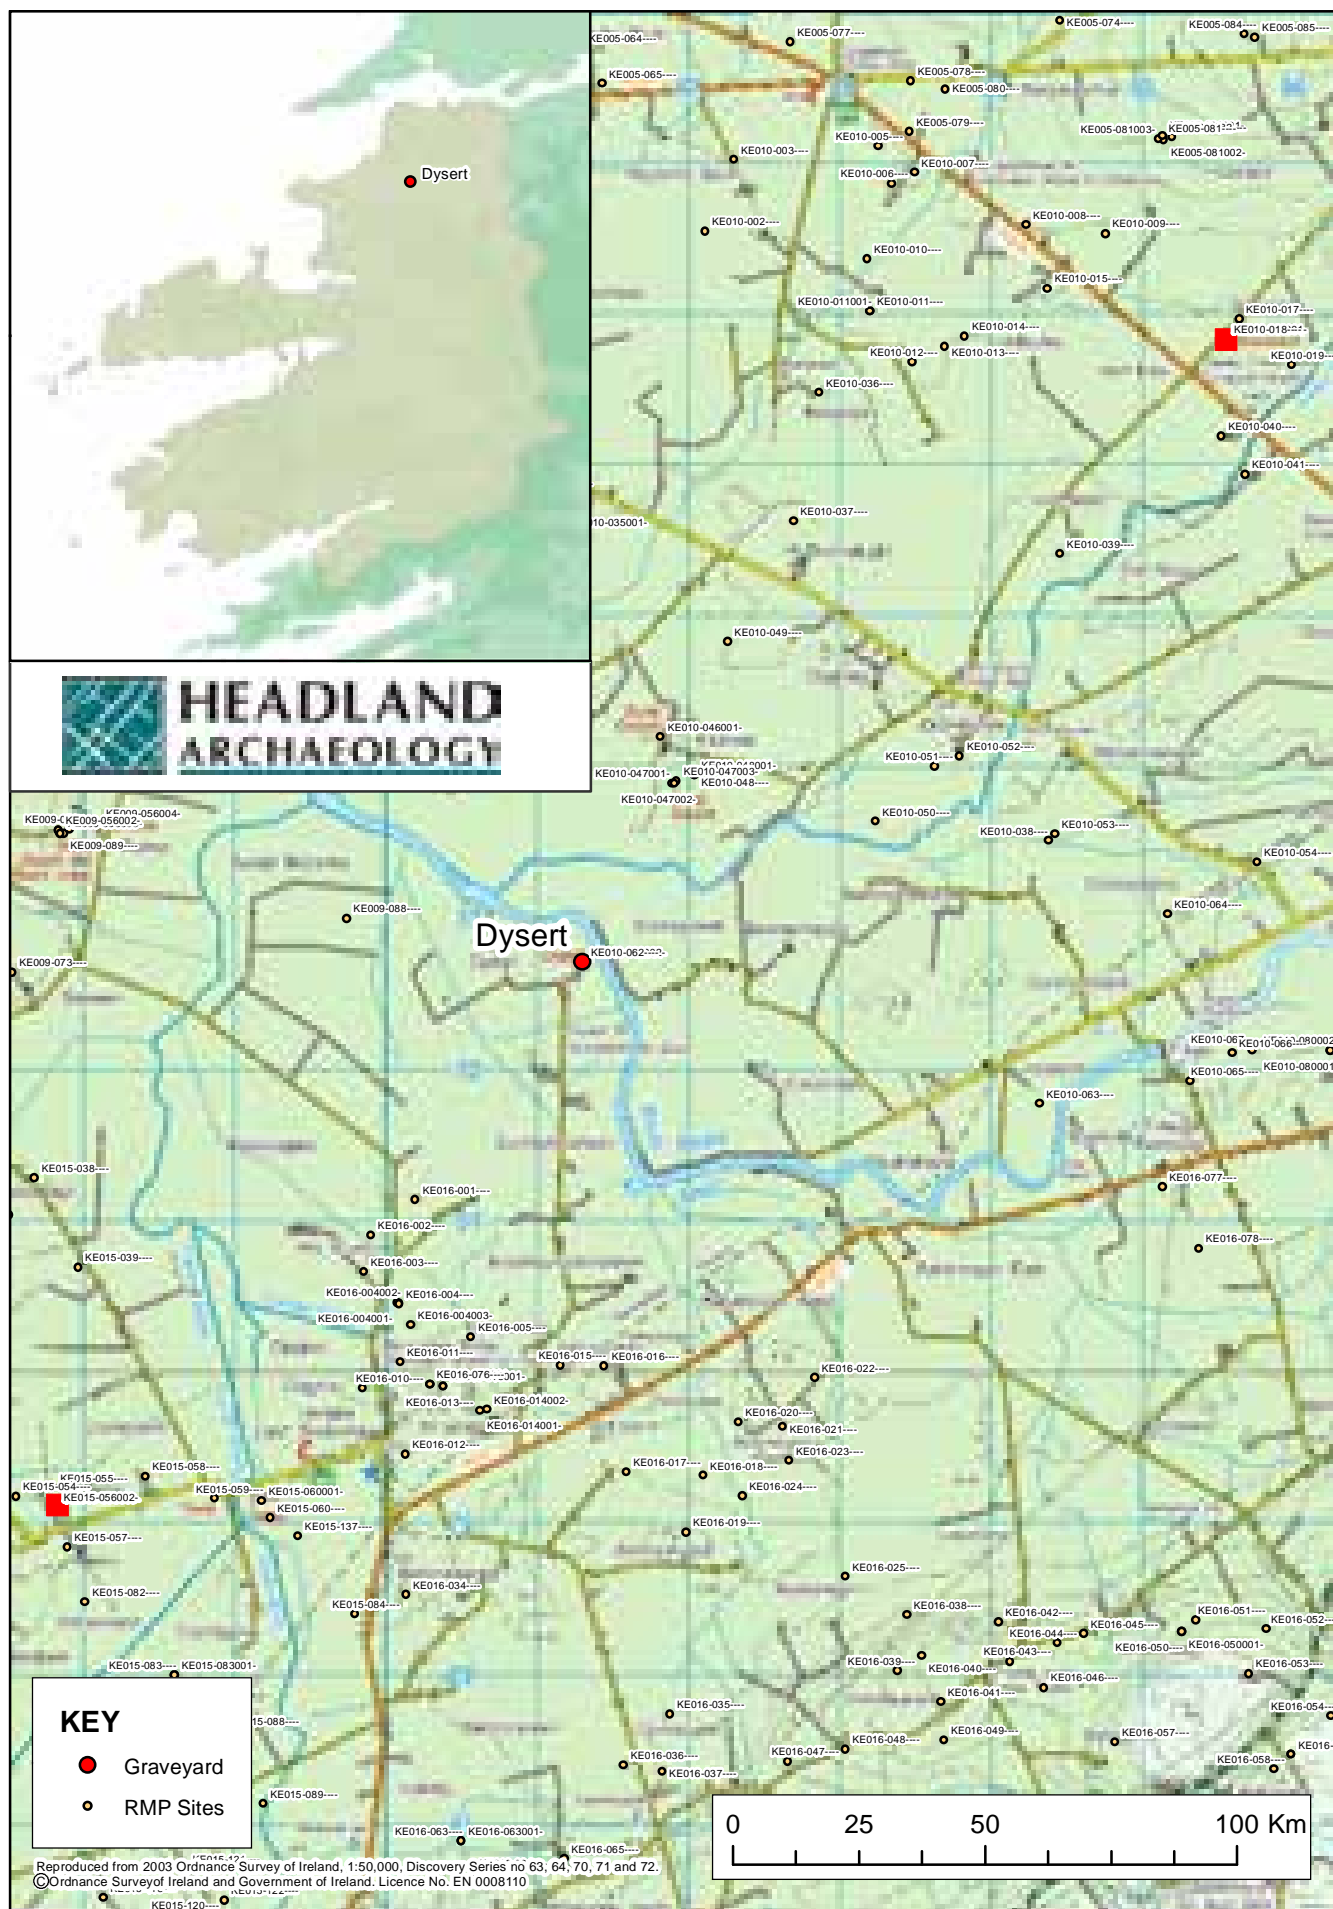 KE005-064----
KE005-077----
KE005-074----
KE005-084----
KE005-085----
KE005-065----
KE005-078----
KE005-080----
KE005-079----
KE005-081003-
KE010-005----
KE005-081002-
KE010-003----
KE010-007----
KE010-006----
Dysert
KE010-002----
KE010-008----
KE010-009----
KE010-010----
KE010-015----
KE010-011001-
KE010-011----
KE010-017----
KE010-014----
KE010-012----
KE010-013----
KE010-019---
KE010-036----
KE010-040----
KE010-041----
010-035001-
KE010-037----
KE010-039----
KE010-049----
HEADLAND
ARCHAEOLOGY
KE010-046001-
KE010-052----
KE010-051----
KE010-047001-
KE010-047003-
KE010-048----
KE010-047002-
KE009-056004-
KE009-056002-
KE009-089----
KE010-050----
KE010-038----
KE010-053----
KE010-054----
KE009-088----
KE010-064----
Dysert
KE009-073----
KE010-066----
KE010-065----
KE010-080001
KE010-063----
KE015-038----
KE016-001----
KE016-077----
KE016-002----
KE016-078----
KE015-039----
KE016-003----
KE016-004002-
KE016-004----
KE016-004001-
KE016-004003-
KE016-005----
KE016-011----
KE016-015----
KE016-016----
KE016-010----
KE016-076----
KE016-022----
KE016-013----
KE016-014002-
KE016-014001-
KE016-020----
KE016-021----
KE016-012----
KE016-023----
KE015-058----
KE015-055----
KE015-054----
KE015-056002-
KE016-017----
KE016-018----
KE015-059----
KE015-060001-
KE016-024----
KE015-060----
KE015-137----
KE016-019----
KE015-057----
KE016-025----
KE015-082----
KE016-034----
KE015-084----
KE016-038----
KE016-042----
KE016-051----
KE016-052---
KE016-044----
KE016-045----
KE016-050----
KE016-050001-
KE016-043----
KE016-039----
KE016-040----
KE016-053----
KE015-083----
KE015-083001-
KE016-046----
KE016-041----
KE016-054---
KE016-035----
15-088----
KEY
KE016-049----
KE016-057----
KE016-048----
KE016-047----
KE016-
KE016-058----
Graveyard
KE016-036----
KE016-037----
RMP Sites
KE015-089----
0 25 50 100 Km
KE016-063----
KE016-063001-
KE016-065----
Reproduced from 2003 Ordnance Survey of Ireland, 1:50,000, Discovery Series no 63, 64, 70, 71 and 72.
©Ordnance Surveyof Ireland and Government of Ireland. Licence No. EN 0008110
KE015-120----